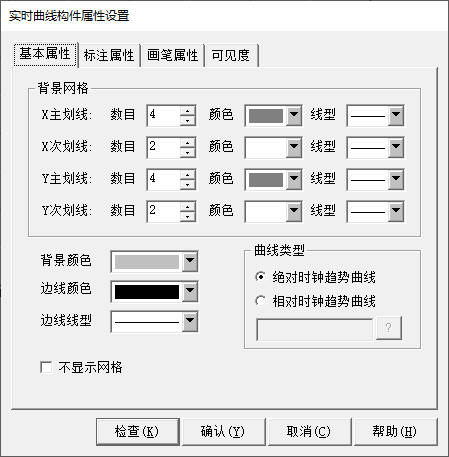 实时曲线构件属性设置
基本属性 标注属性 画笔属性 可见度
背景网格
X主划线: 数目 4 颜色 线型
X次划线: 数目 2 颜色 线型
Y主划线: 数目 4 颜色 线型
Y次划线: 数目 2 颜色 线型
背景颜色
边线颜色
边线线型
不显示网格
曲线类型
绝对时钟趋势曲线
相对时钟趋势曲线
?
检查(K) 确认(Y) 取消(C) 帮助(H)